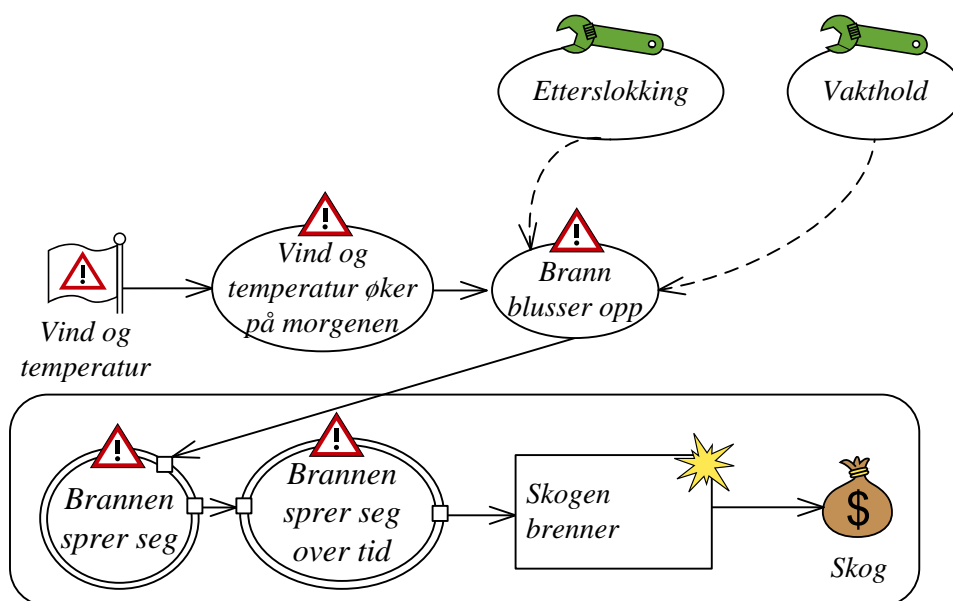 Etterslokking
Vakthold
Vind og
temperatur
Vind og
temperatur øker
på morgenen
Brann
blusser opp
Brannen
sprer seg
Brannen
sprer seg
over tid
Skogen
brenner
$
Skog